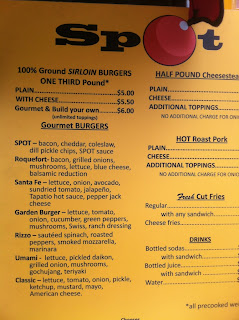 Spot
100% Ground SIRLOIN BURGERS
ONE THIRD Pound*
PLAIN $5.00
WITH CHEESE $5.50
Gourmet & Build your own $6.00
(unlimited toppings)
Gourmet BURGERS
SPOT – bacon, cheddar, coleslaw,
dill pickle chips, SPOT sauce
Roquefort- bacon, grilled onions,
mushrooms, lettuce, blue cheese,
balsamic reduction
Santa Fe – lettuce, onion, avocado,
sundried tomato, jalapeño,
Tapatio hot sauce, pepper jack
cheese
Garden Burger – lettuce, tomato,
onion, cucumber, green peppers,
mushrooms, Swiss, ranch dressing
Rizzo – sautéed spinach, roasted
peppers, smoked mozzarella,
marinara
Umami - lettuce, pickled daikon,
grilled onion, mushrooms,
gochujang, teriyaki
Classic – lettuce, tomato, onion, pickle,
ketchup, mustard, mayo,
American cheese.
HALF POUND Cheesestea
PLAIN
CHEESE
ADDITIONAL TOPPINGS
NO ADDITIONAL CHARGE FOR ONI
HOT Roast Pork
PLAIN
CHEESE
ADDITIONAL TOPPINGS
NO ADDITIONAL CHARGE FOR ONIO
Fresh Cut Fries
Regular
with any sandwich
Cheese fries
DRINKS
Bottled sodas
with sandwich
Bottled juice
with sandwich
Water
*all precooked we